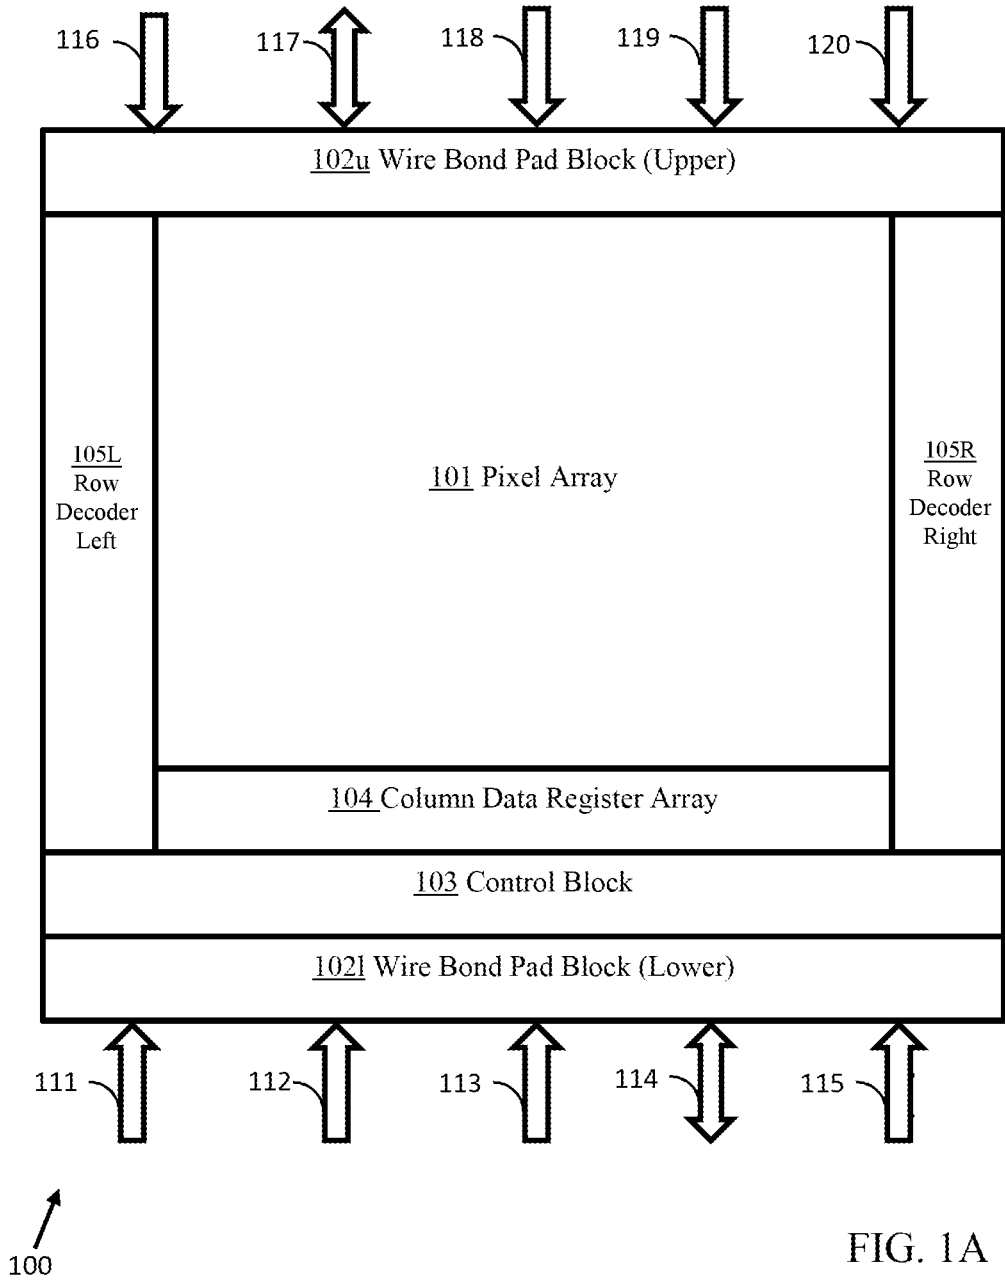 116 117 118 119 120
102u Wire Bond Pad Block (Upper)
105L
Row
Decoder
Left
101 Pixel Array
105R
Row
Decoder
Right
104 Column Data Register Array
103 Control Block
102l Wire Bond Pad Block (Lower)
111 112 113 114 115
100
FIG. 1A